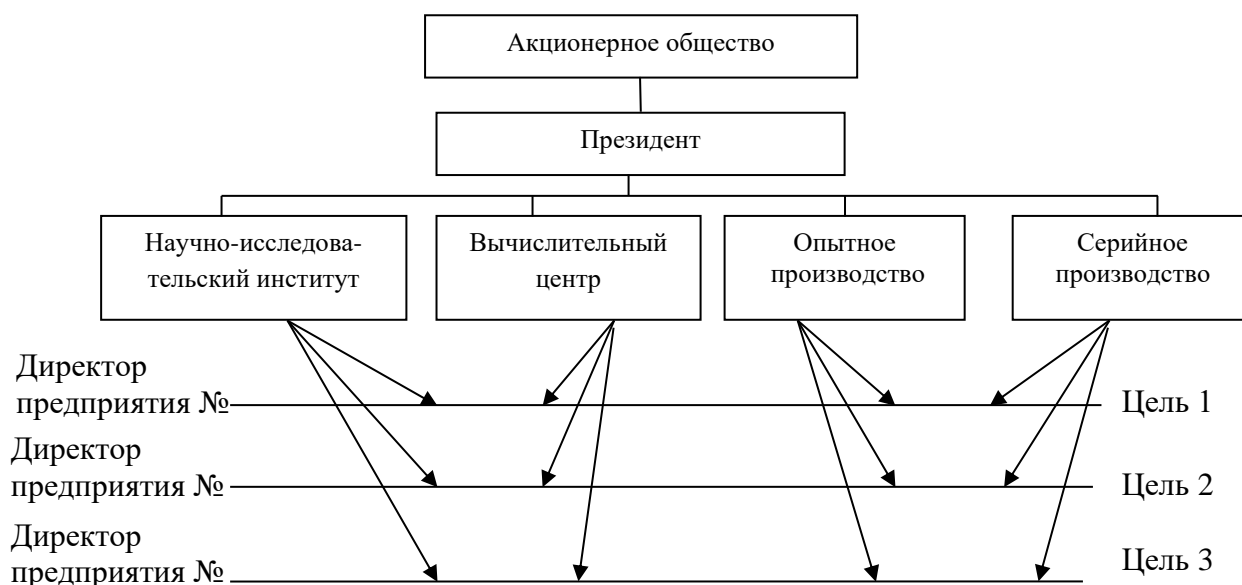 Акционерное общество
Президент
Научно-исследова-
тельский институт
Вычислительный
центр
Опытное
производство
Серийное
производство
Директор
предприятия №
Цель 1
Директор
предприятия №
Цель 2
Директор
предприятия №
Цель 3